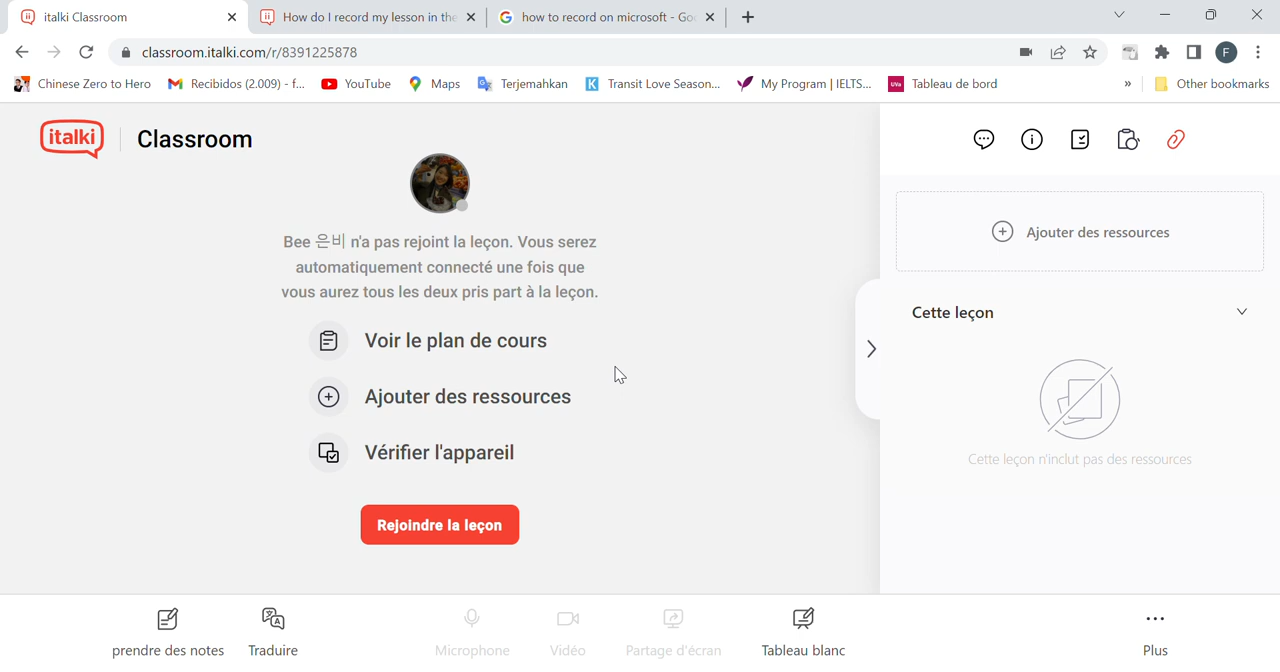 italki Classroom
How do I record my lesson in the
how to record on microsoft - Goo
classroom.italki.com/r/8391225878
F
Chinese Zero to Hero
Recibidos (2.009) - f...
YouTube
Maps
Terjemahkan
Transit Love Season...
My Program | IELTS...
UVa
Tableau de bord
»
Other bookmarks
italki
Classroom
Bee 은비 n'a pas rejoint la leçon. Vous serez
automatiquement connecté une fois que
vous aurez tous les deux pris part à la leçon.
Voir le plan de cours
Ajouter des ressources
Vérifier l'appareil
Rejoindre la leçon
Ajouter des ressources
Cette leçon
Cette leçon n'inclut pas des ressources
prendre des notes
Traduire
Microphone
Vidéo
Partage d'écran
Tableau blanc
Plus